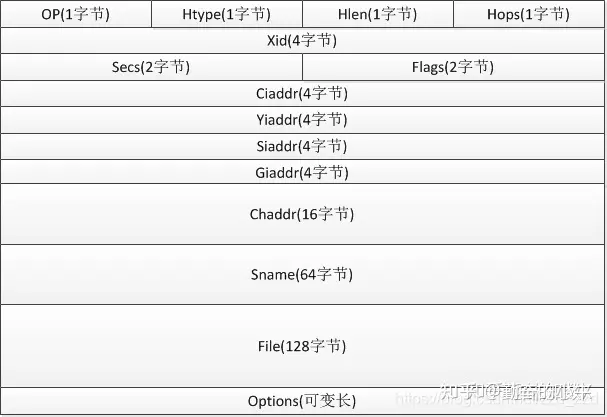 OP(1字节) Htype(1字节) Hlen(1字节) Hops(1字节)
Xid(4字节)
Secs(2字节) Flags(2字节)
Ciaddr(4字节)
Yiaddr(4字节)
Siaddr(4字节)
Giaddr(4字节)
Chaddr(16字节)
Sname(64字节)
File(128字节)
Options(可变长)